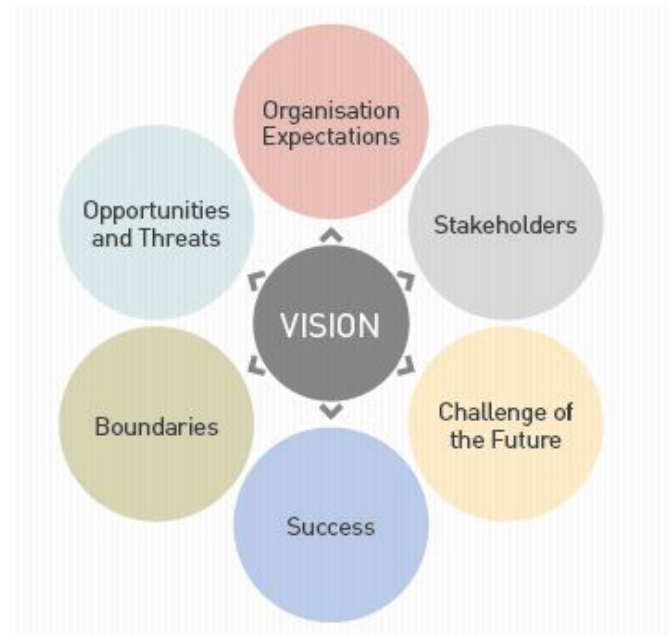 Organisation
Expectations
Opportunities
and Threats
Stakeholders
VISION
Boundaries
Challenge of
the Future
Success